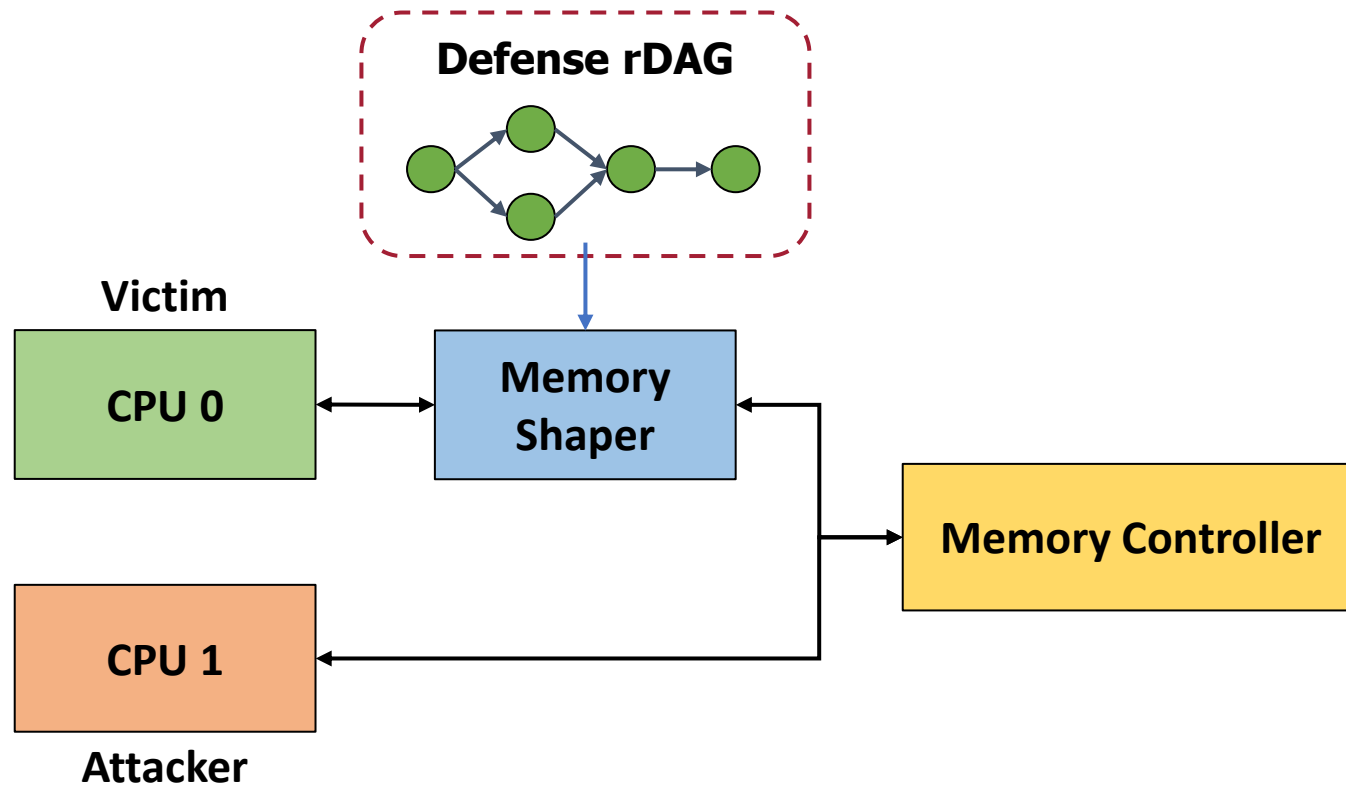 Defense rDAG
Victim
CPU 0
Memory
Shaper
Memory Controller
CPU 1
Attacker